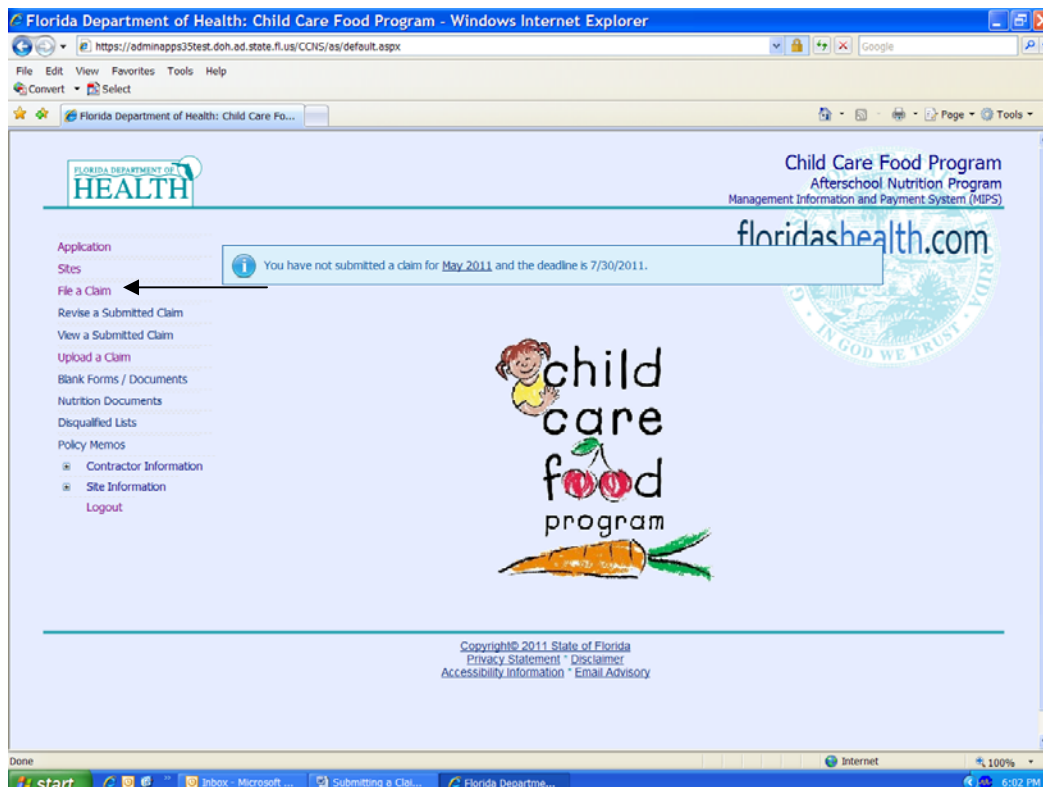 Florida Department of Health: Child Care Food Program - Windows Internet Explorer
https://adminapps35test.doh.ad.state.fl.us/CCNS/as/default.aspx
Google
File Edit View Favorites Tools Help
Convert Select
Florida Department of Health: Child Care Fo...
Page Tools
FLORIDA DEPARTMENT OF
HEALTH
Child Care Food Program
Afterschool Nutrition Program
Management Information and Payment System (MIPS)
floridashealth.com
Application
Sites
File a Claim
Revise a Submitted Claim
View a Submitted Claim
Upload a Claim
Blank Forms / Documents
Nutrition Documents
Disqualified Lists
Policy Memos
Contractor Information
Site Information
Logout
You have not submitted a claim for May 2011 and the deadline is 7/30/2011.
FLORIDA
IN GOD WE TRUST
child
care
food
program
Copyright© 2011 State of Florida
Privacy Statement * Disclaimer
Accessibility Information * Email Advisory
Done
Internet
100%
start
Inbox - Microsoft ...
Submitting a Clai...
Florida Departme...
6:02 PM